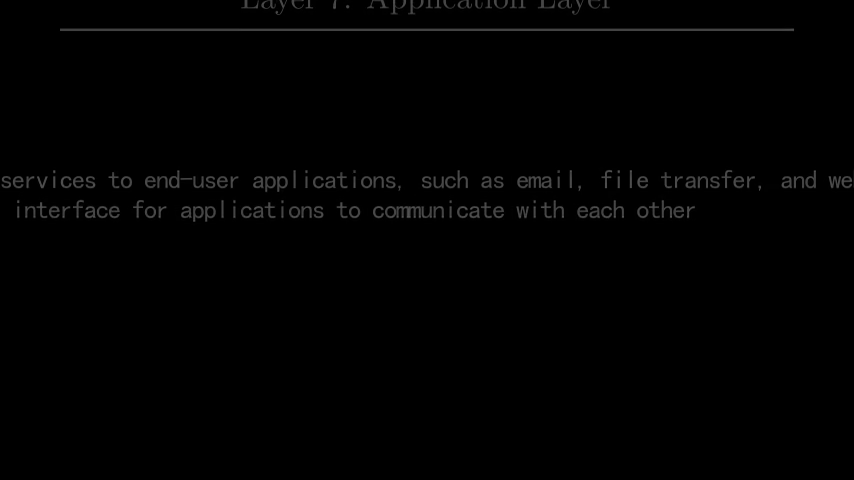 Layer 7: Application Layer
services to end-user applications, such as email, file transfer, and we
interface for applications to communicate with each other